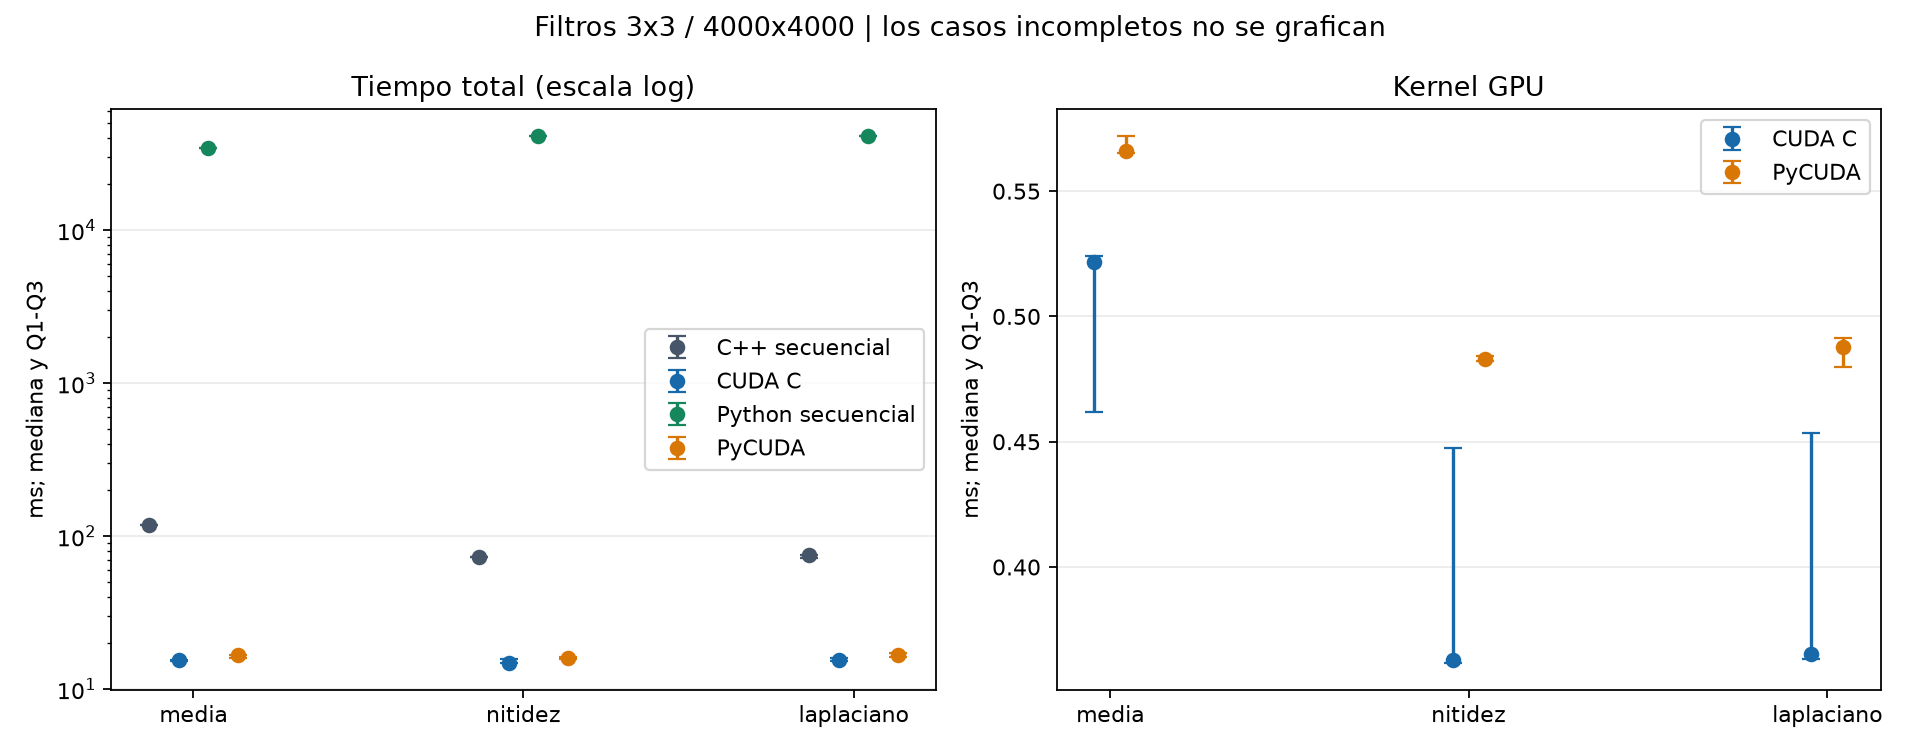 Filtros 3x3 / 4000x4000 | los casos incompletos no se grafican
Tiempo total (escala log)
ms; mediana y Q1-Q3
10^4
10^3
10^2
10^1
C++ secuencial
CUDA C
Python secuencial
PyCUDA
media
nitidez
laplaciano
Kernel GPU
ms; mediana y Q1-Q3
0.55
0.50
0.45
0.40
CUDA C
PyCUDA
media
nitidez
laplaciano